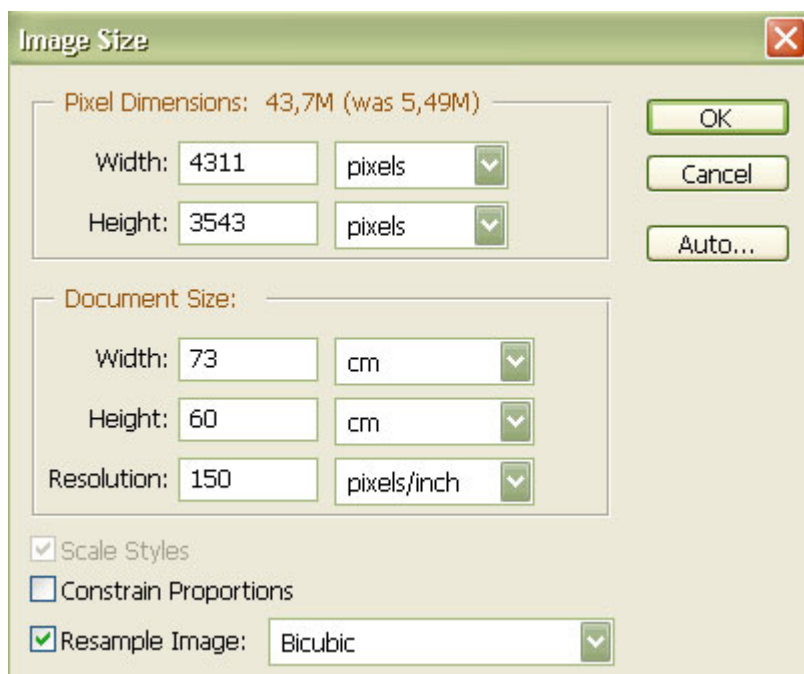 Image Size
Pixel Dimensions: 43,7M (was 5,49M)
Width: 4311 pixels
Height: 3543 pixels
OK
Cancel
Auto...
Document Size:
Width: 73 cm
Height: 60 cm
Resolution: 150 pixels/inch
Scale Styles
Constrain Proportions
Resample Image: Bicubic